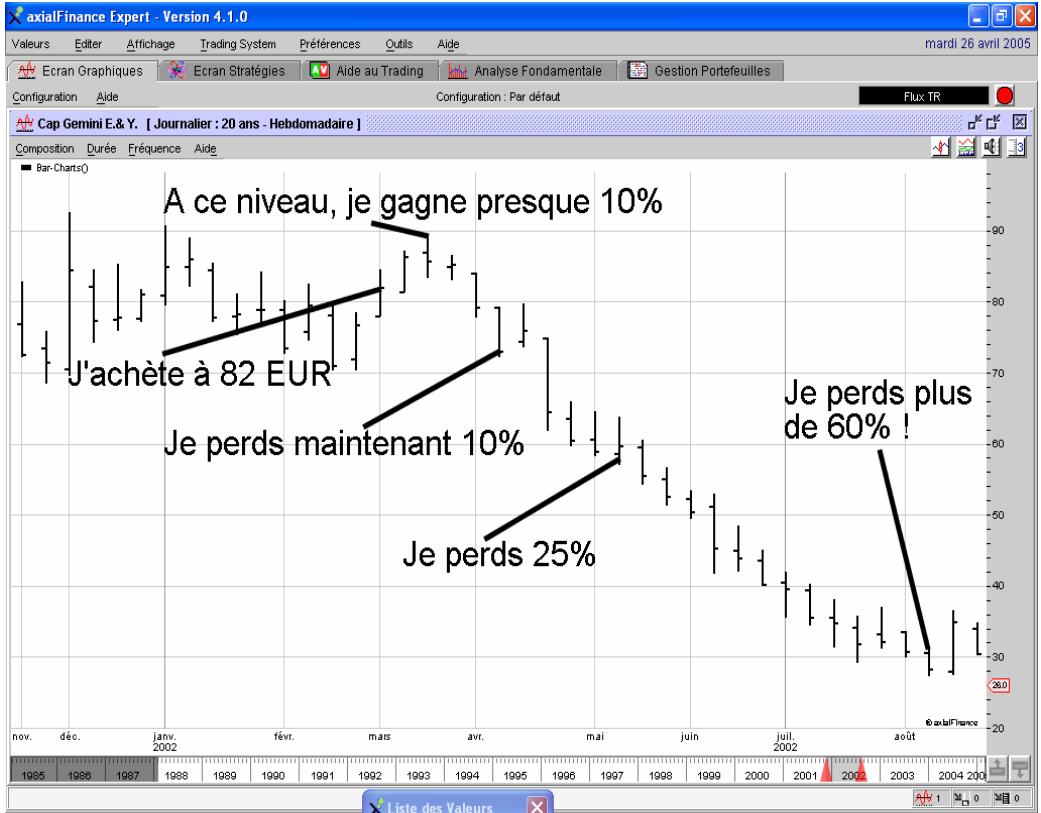 axialFinance Expert - Version 4.1.0
Valeurs Editer Affichage Trading System Préférences Outils Aide mardi 26 avril 2005
Ecran Graphiques Ecran Stratégies Aide au Trading Analyse Fondamentale Gestion Portefeuilles
Configuration Aide Configuration : Par défaut Flux TR
Cap Gemini E.& Y. [ Journalier : 20 ans - Hebdomadaire ]
Composition Durée Fréquence Aide
Bar-Charts()
A ce niveau, je gagne presque 10%
90
80
J'achète à 82 EUR
70
Je perds plus
de 60% !
Je perds maintenant 10%
60
50
Je perds 25%
40
30
26.0
© axialFinance
20
nov. déc. janv. févr. mars avr. mai juin juil. août
2002 2002
1985 1986 1987 1988 1989 1990 1991 1992 1993 1994 1995 1996 1997 1998 1999 2000 2001 2002 2003 2004 200
1 0 0
Liste des Valeurs